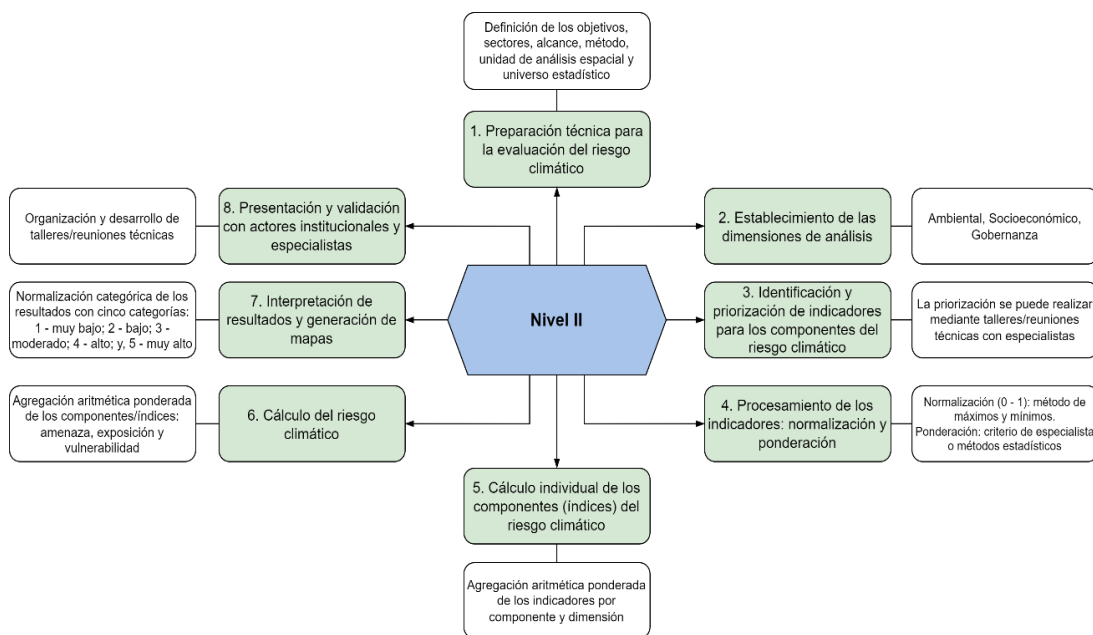 Definición de los objetivos,
sectores, alcance, método,
unidad de análisis espacial y
universo estadístico
1. Preparación técnica para
la evaluación del riesgo
climático
Organización y desarrollo de
talleres/reuniones técnicas
8. Presentación y validación
con actores institucionales y
especialistas
2. Establecimiento de las
dimensiones de análisis
Ambiental, Socioeconómico,
Gobernanza
Normalización categórica de los
resultados con cinco categorías:
1 - muy bajo; 2 - bajo; 3 -
moderado; 4 - alto; y, 5 - muy alto
7. Interpretación de
resultados y generación de
mapas
Nivel II
3. Identificación y
priorización de indicadores
para los componentes del
riesgo climático
La priorización se puede realizar
mediante talleres/reuniones
técnicas con especialistas
Agregación aritmética ponderada
de los componentes/índices:
amenaza, exposición y
vulnerabilidad
6. Cálculo del riesgo
climático
4. Procesamiento de los
indicadores: normalización y
ponderación
Normalización (0 - 1): método de
máximos y mínimos.
Ponderación: criterio de especialista
o métodos estadísticos
5. Cálculo individual de los
componentes (índices) del
riesgo climático
Agregación aritmética ponderada
de los indicadores por
componente y dimensión